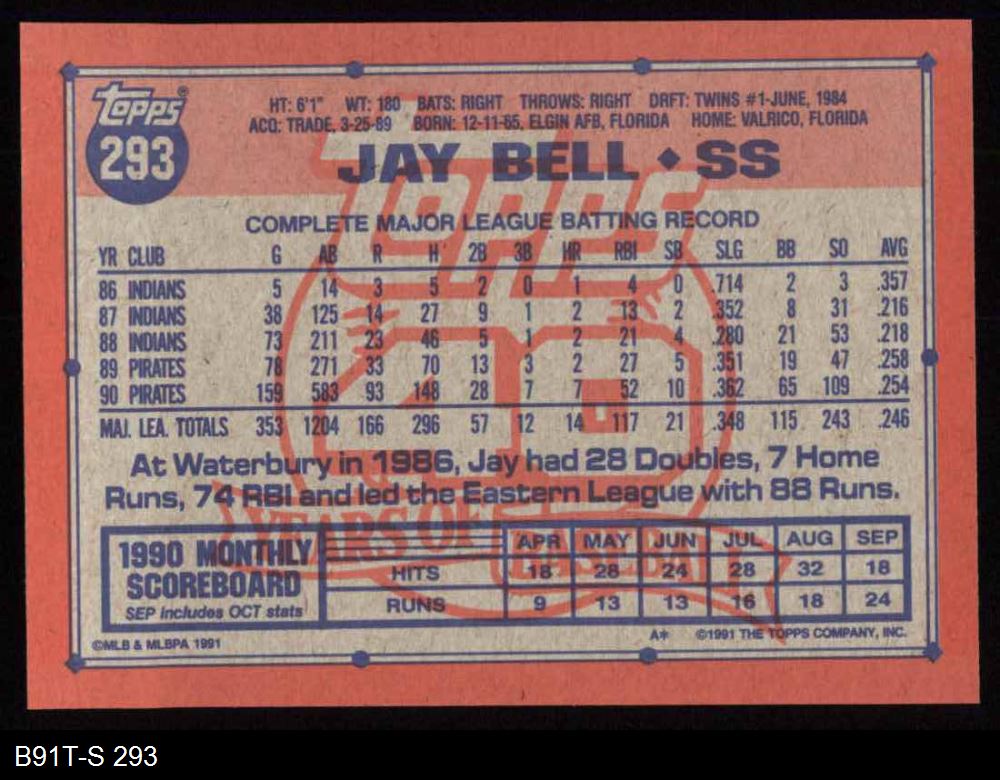 Topps®
293
HT: 6'1" WT: 180 BATS: RIGHT THROWS: RIGHT DRFT: TWINS #1-JUNE, 1984
ACQ: TRADE, 3-25-89 BORN: 12-11-65, ELGIN AFB, FLORIDA HOME: VALRICO, FLORIDA
JAY BELL ◆ SS
COMPLETE MAJOR LEAGUE BATTING RECORD
YR CLUB G AB R H 2B 3B HR RBI SB SLG BB SO AVG
86 INDIANS 5 14 3 5 2 0 1 4 0 .714 2 3 .357
87 INDIANS 38 125 14 27 9 1 2 13 2 .352 8 31 .216
88 INDIANS 73 211 23 46 5 1 2 21 4 .280 21 53 .218
89 PIRATES 78 271 33 70 13 3 2 27 5 .351 19 47 .258
90 PIRATES 159 583 93 148 28 7 7 52 10 .362 65 109 .254
MAJ. LEA. TOTALS 353 1204 166 296 57 12 14 117 21 .348 115 243 .246
At Waterbury in 1986, Jay had 28 Doubles, 7 Home
Runs, 74 RBI and led the Eastern League with 88 Runs.
Topps
40
YEARS OF
BASEBALL
1990 MONTHLY
SCOREBOARD
SEP includes OCT stats
APR MAY JUN JUL AUG SEP
HITS 18 28 24 28 32 18
RUNS 9 13 13 16 18 24
©MLB & MLBPA 1991
A* ©1991 THE TOPPS COMPANY, INC.
B91T-S 293